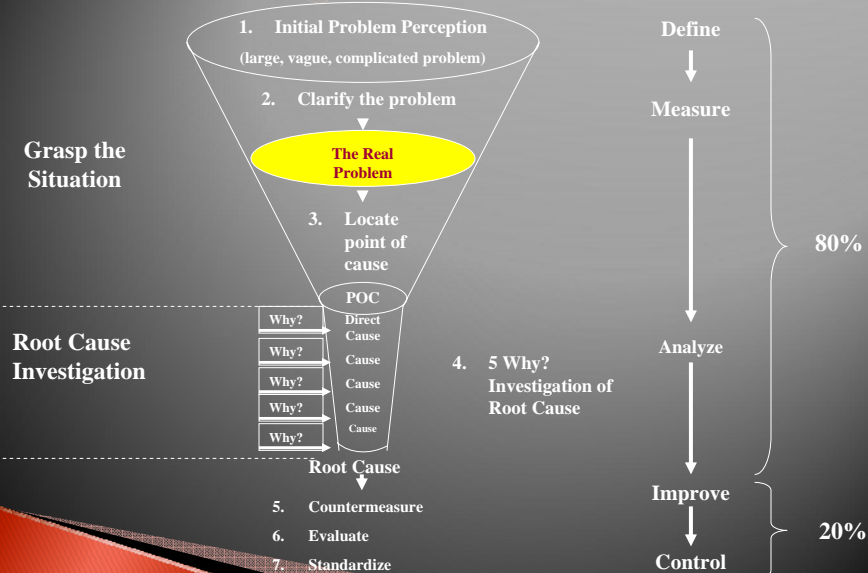 1. Initial Problem Perception
(large, vague, complicated problem)
2. Clarify the problem
The Real
Problem
3. Locate
point of
cause
POC
Grasp the
Situation
Root Cause
Investigation
Why?
Why?
Why?
Why?
Why?
Direct
Cause
Cause
Cause
Cause
Cause
4. 5 Why?
Investigation of
Root Cause
Root Cause
5. Countermeasure
6. Evaluate
7. Standardize
Define
Measure
Analyze
Improve
Control
80%
20%